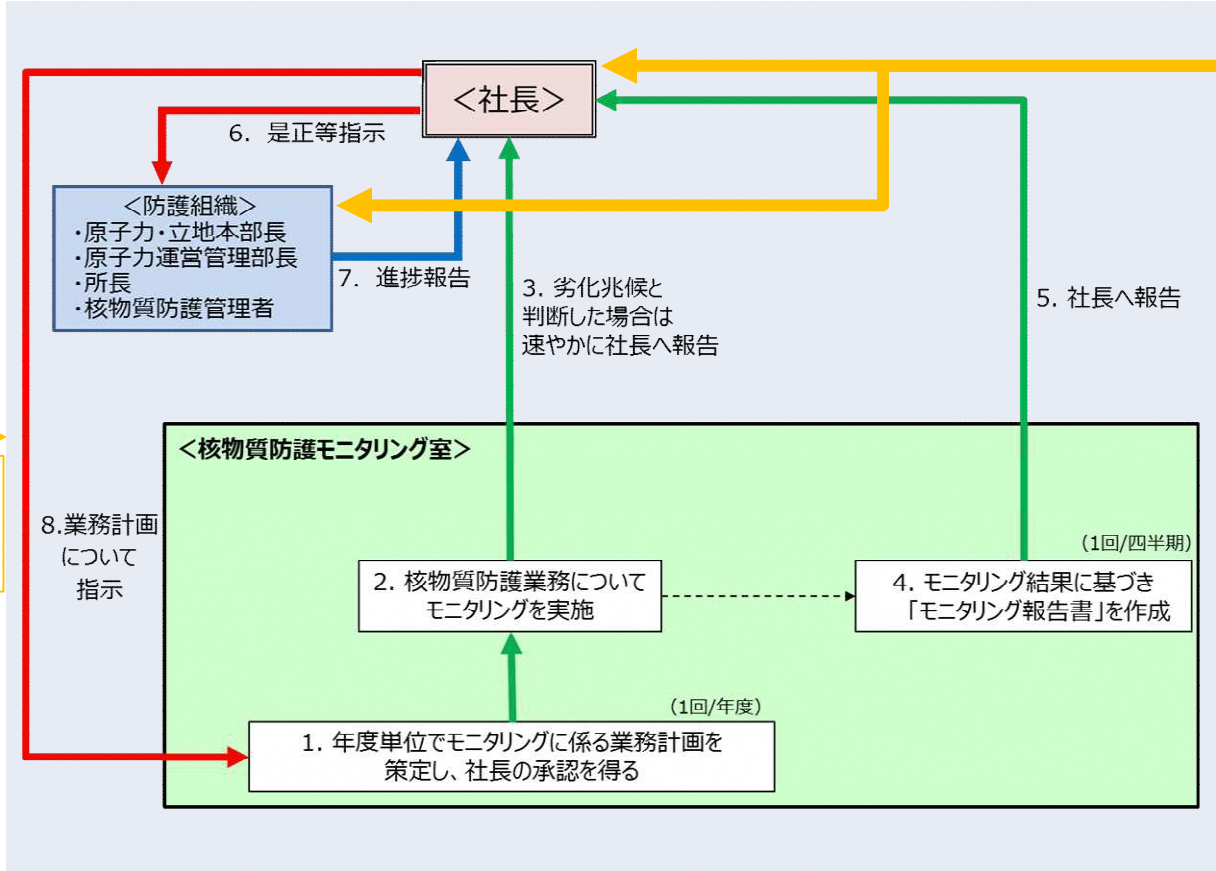 ＜社長＞
6. 是正等指示
＜防護組織＞
・原子力・立地本部長
・原子力運営管理部長
・所長
・核物質防護管理者
7. 進捗報告
3. 劣化兆候と
判断した場合は
速やかに社長へ報告
5. 社長へ報告
＜核物質防護モニタリング室＞
8.業務計画
について
指示
2. 核物質防護業務について
モニタリングを実施
（1回/四半期）
4. モニタリング結果に基づき
「モニタリング報告書」を作成
（1回/年度）
1. 年度単位でモニタリングに係る業務計画を
策定し、社長の承認を得る